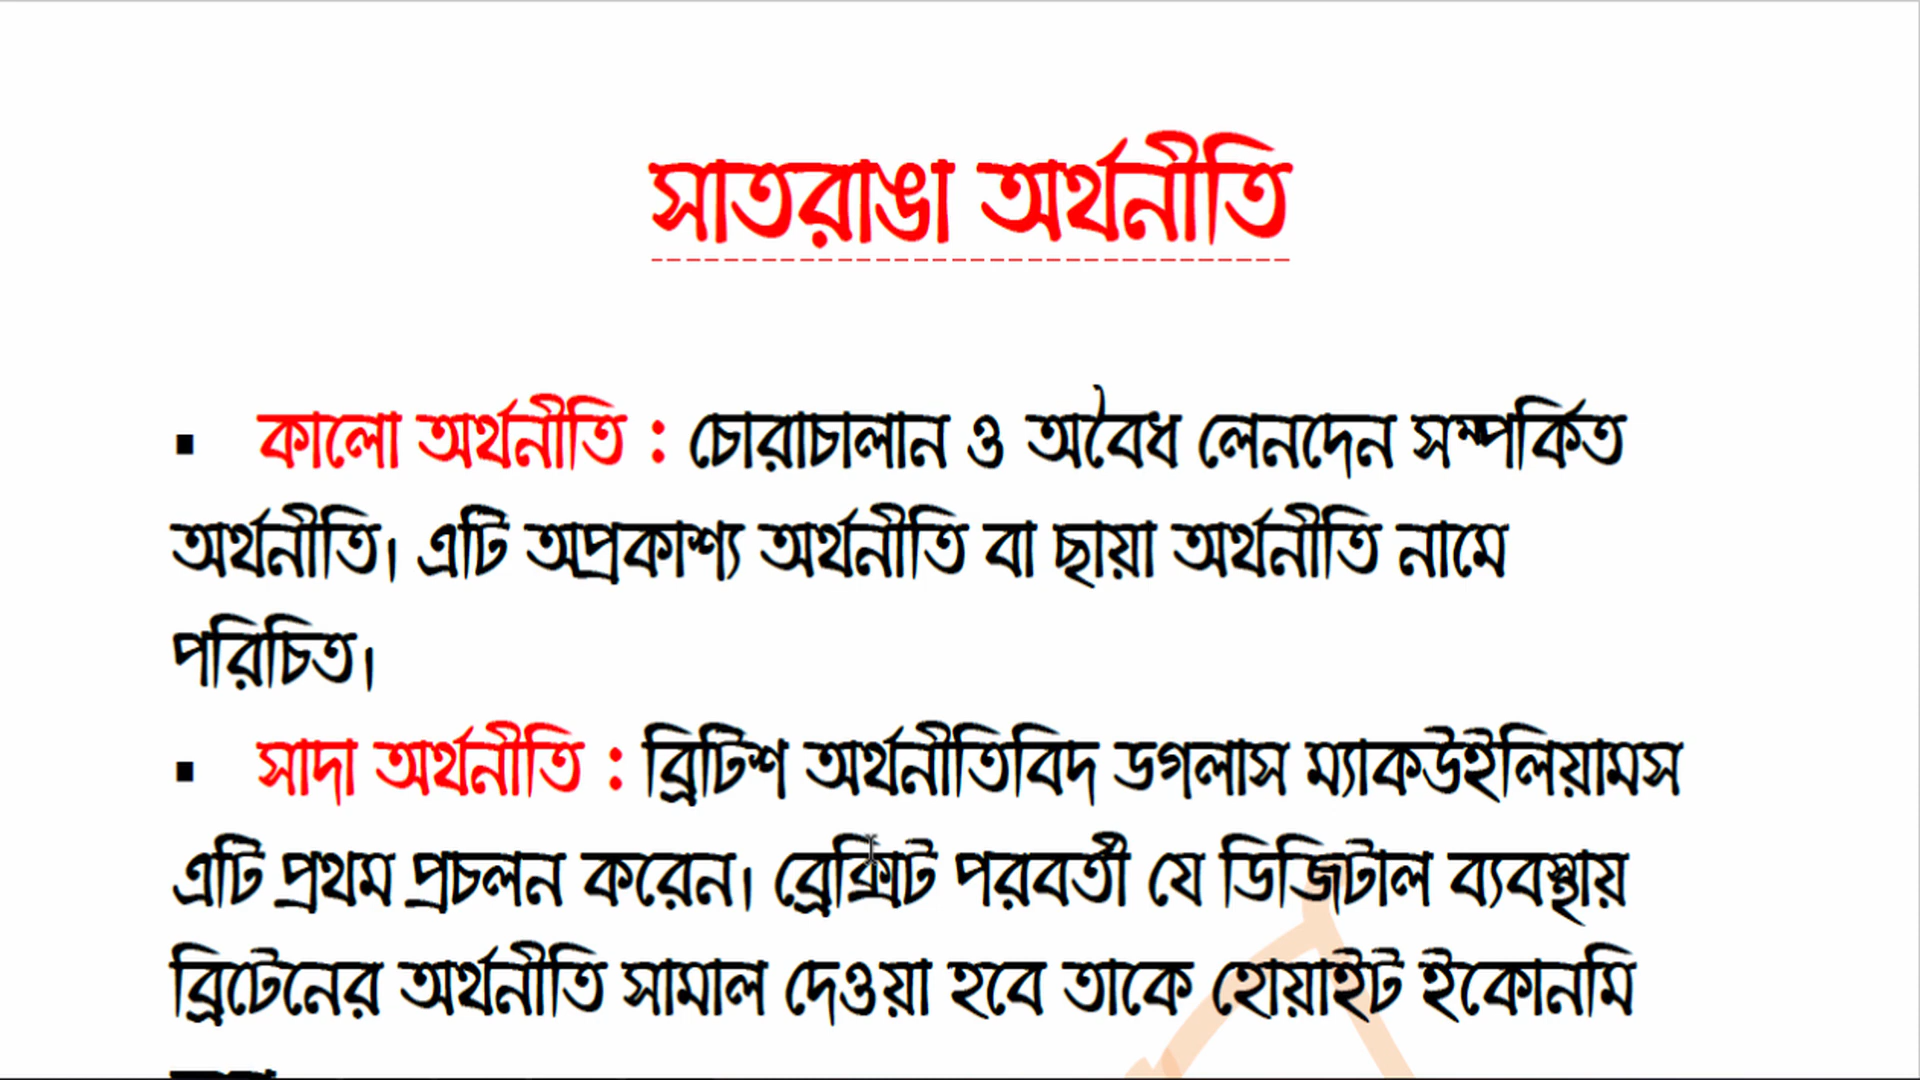 সাতরাঙা অর্থনীতি
▪ কালো অর্থনীতি : চোরাচালান ও অবৈধ লেনদেন সম্পর্কিত
অর্থনীতি। এটি অপ্রকাশ্য অর্থনীতি বা ছায়া অর্থনীতি নামে
পরিচিত।
▪ সাদা অর্থনীতি : ব্রিটিশ অর্থনীতিবিদ ডগলাস ম্যাকউইলিয়ামস
এটি প্রথম প্রচলন করেন। ব্রেক্সিট পরবর্তী যে ডিজিটাল ব্যবস্থায়
ব্রিটেনের অর্থনীতি সামাল দেওয়া হবে তাকে হোয়াইট ইকোনমি